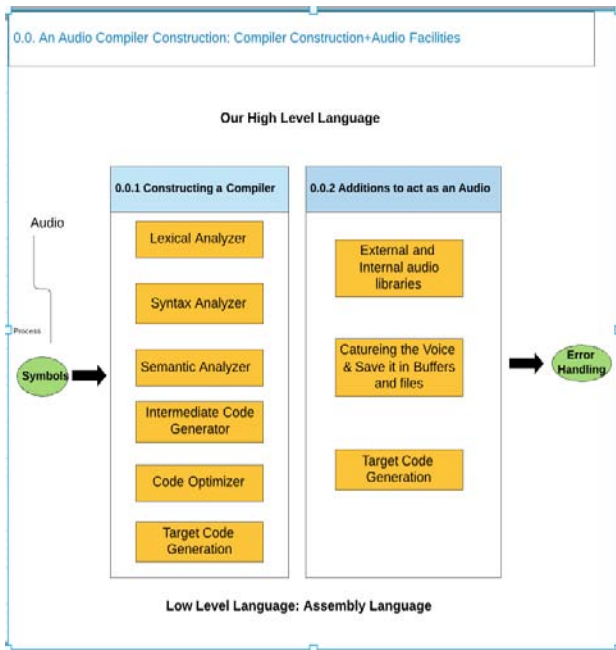 0.0. An Audio Compiler Construction: Compiler Construction+Audio Facilities
Our High Level Language
Audio
Process
Symbols
0.0.1 Constructing a Compiler
Lexical Analyzer
Syntax Analyzer
Semantic Analyzer
Intermediate Code
Generator
Code Optimizer
Target Code
Generation
0.0.2 Additions to act as an Audio
External and
Internal audio
libraries
Catureing the Voice
& Save it in Buffers
and files
Target Code
Generation
Error
Handling
Low Level Language: Assembly Language